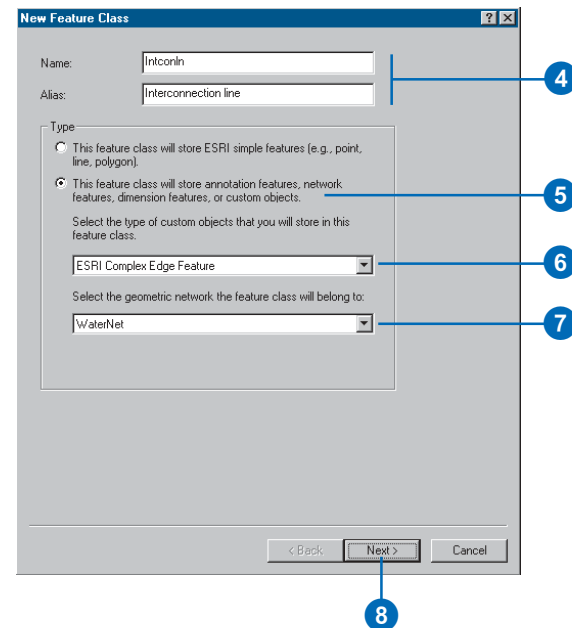 New Feature Class
Name:
Intconln
4
Alias:
Interconnection line
Type
This feature class will store ESRI simple features (e.g., point,
line, polygon).
This feature class will store annotation features, network
features, dimension features, or custom objects.
5
Select the type of custom objects that you will store in this
feature class.
ESRI Complex Edge Feature
6
Select the geometric network the feature class will belong to:
WaterNet
7
< Back
Next >
Cancel
8